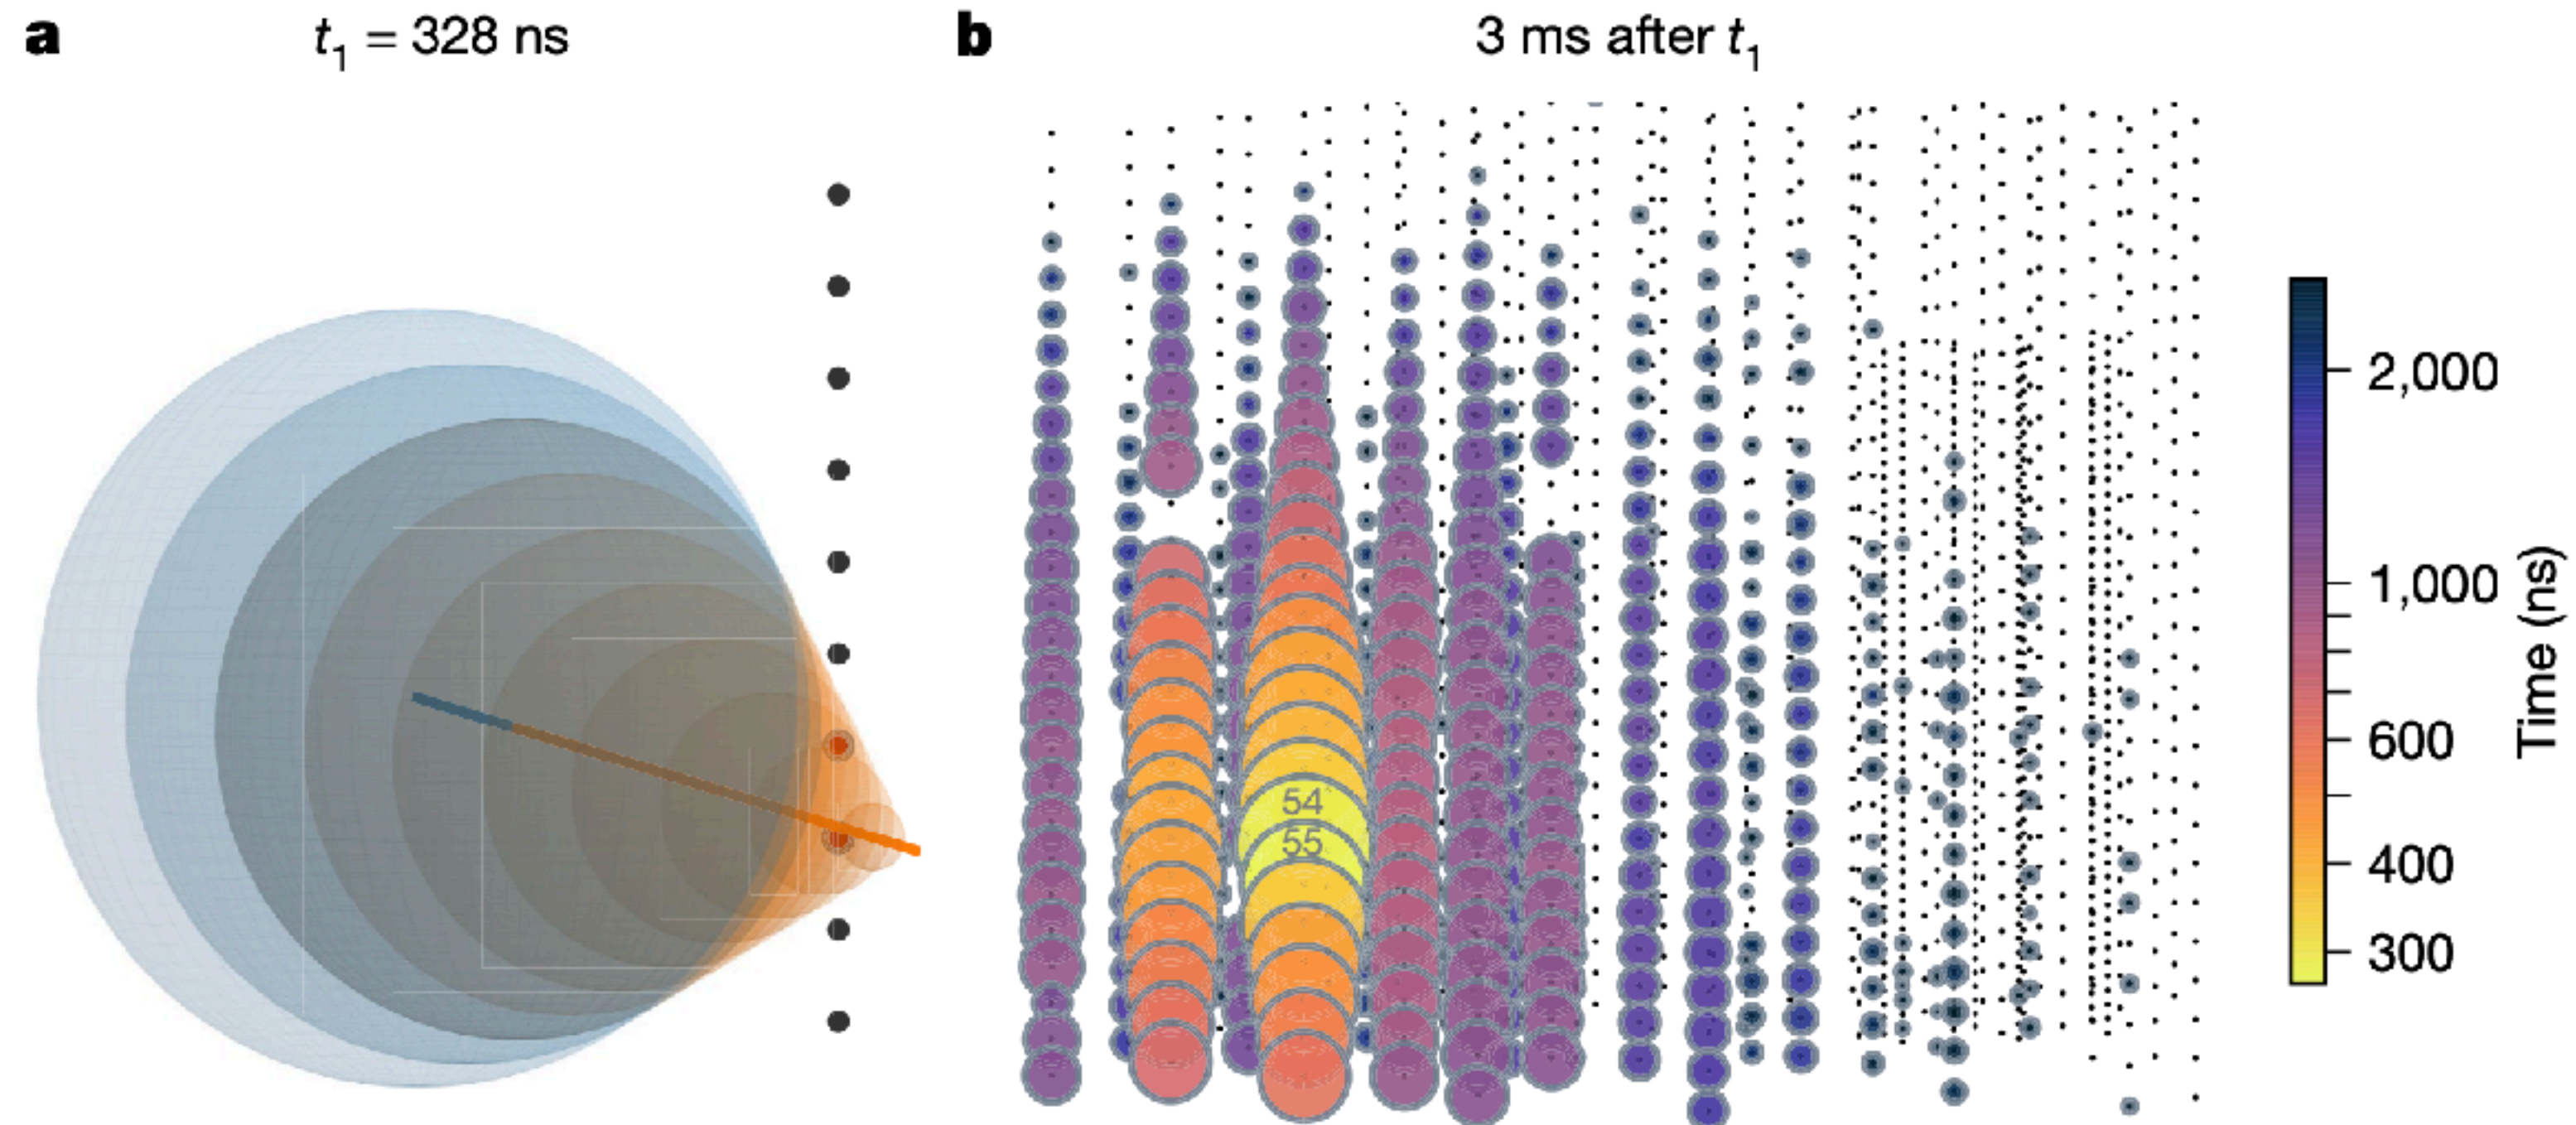 a
t₁ = 328 ns
b
3 ms after t₁
54
55
2,000
1,000
600
400
300
Time (ns)